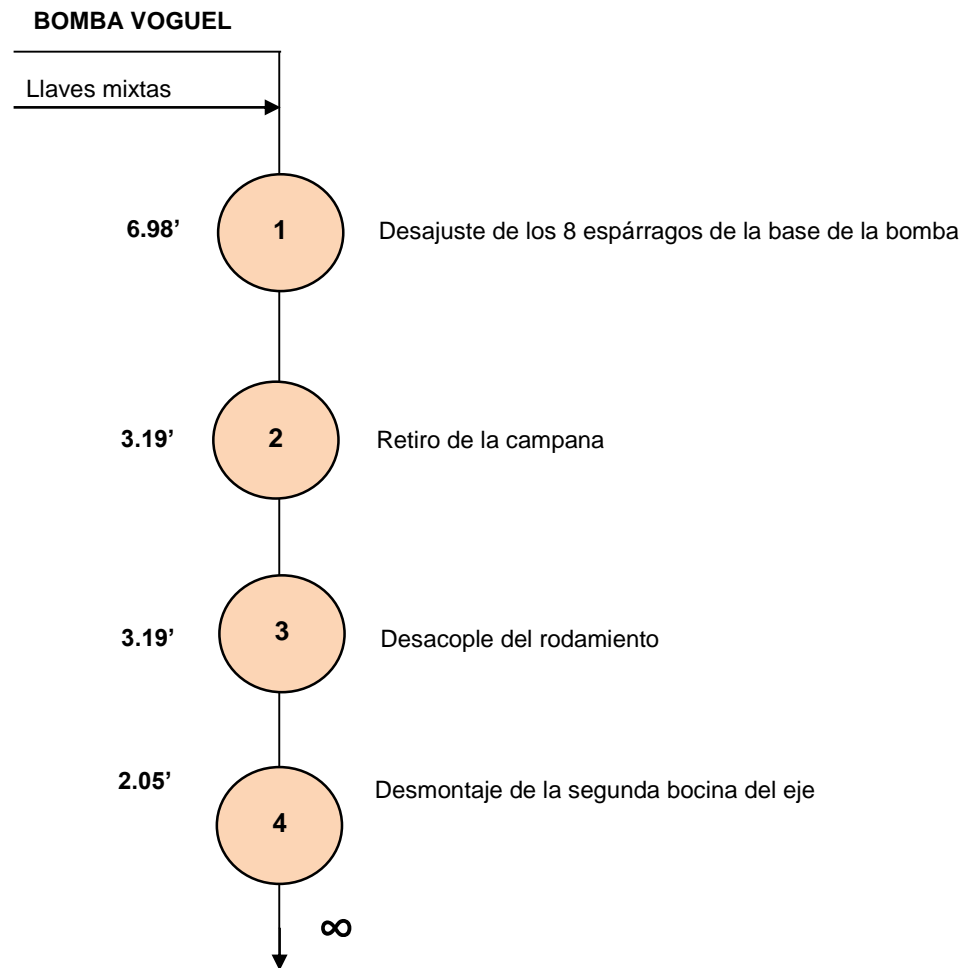 BOMBA VOGUEL
Llaves mixtas
6.98’
1
Desajuste de los 8 espárragos de la base de la bomba
3.19’
2
Retiro de la campana
3.19’
3
Desacople del rodamiento
2.05’
4
Desmontaje de la segunda bocina del eje
∞